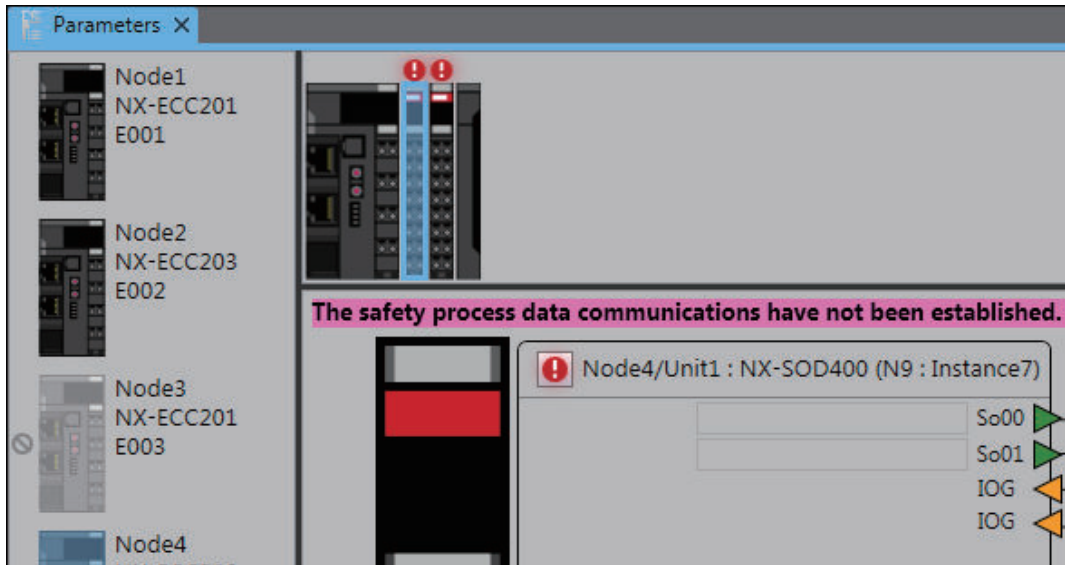 Parameters
Node1
NX-ECC201
E001
Node2
NX-ECC203
E002
Node3
NX-ECC201
E003
Node4
The safety process data communications have not been established.
Node4/Unit1 : NX-SOD400 (N9 : Instance7)
So00
So01
IOG
IOG